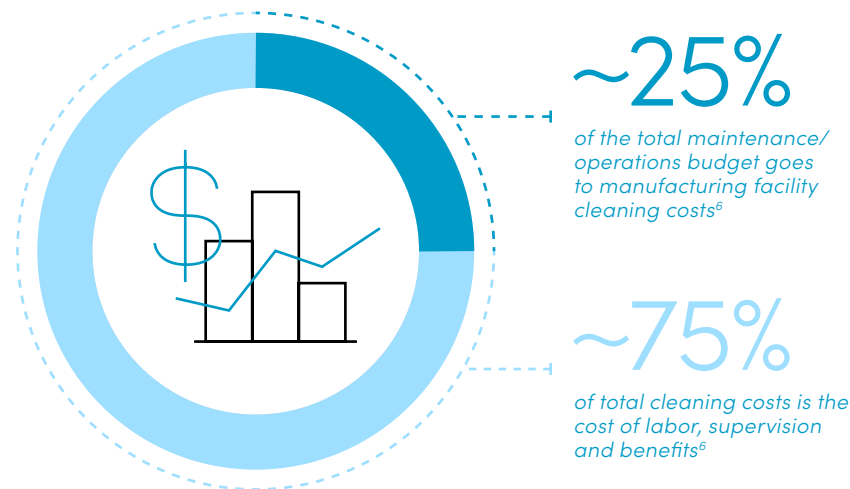 ~25%
of the total maintenance/
operations budget goes
to manufacturing facility
cleaning costs⁶
~75%
of total cleaning costs is the
cost of labor, supervision
and benefits⁶